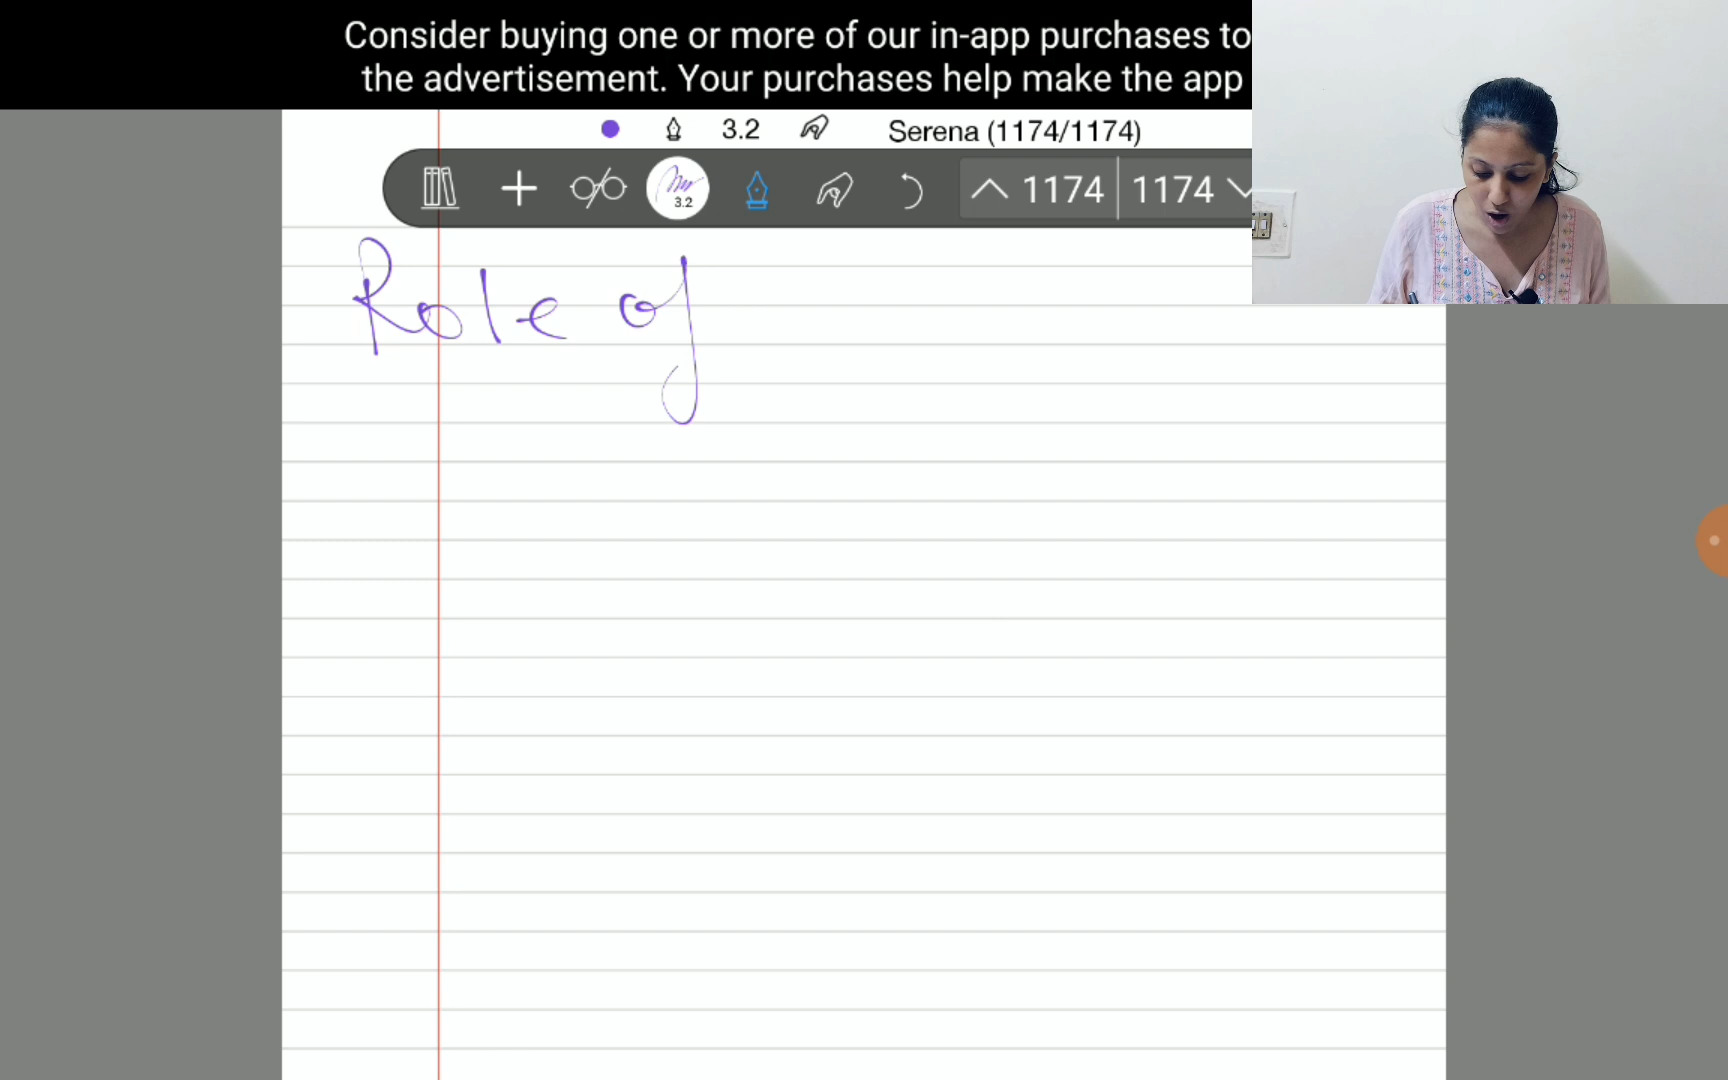 Consider buying one or more of our in-app purchases to
the advertisement. Your purchases help make the app
3.2 Serena (1174/1174)
3.2 1174 1174
Role of